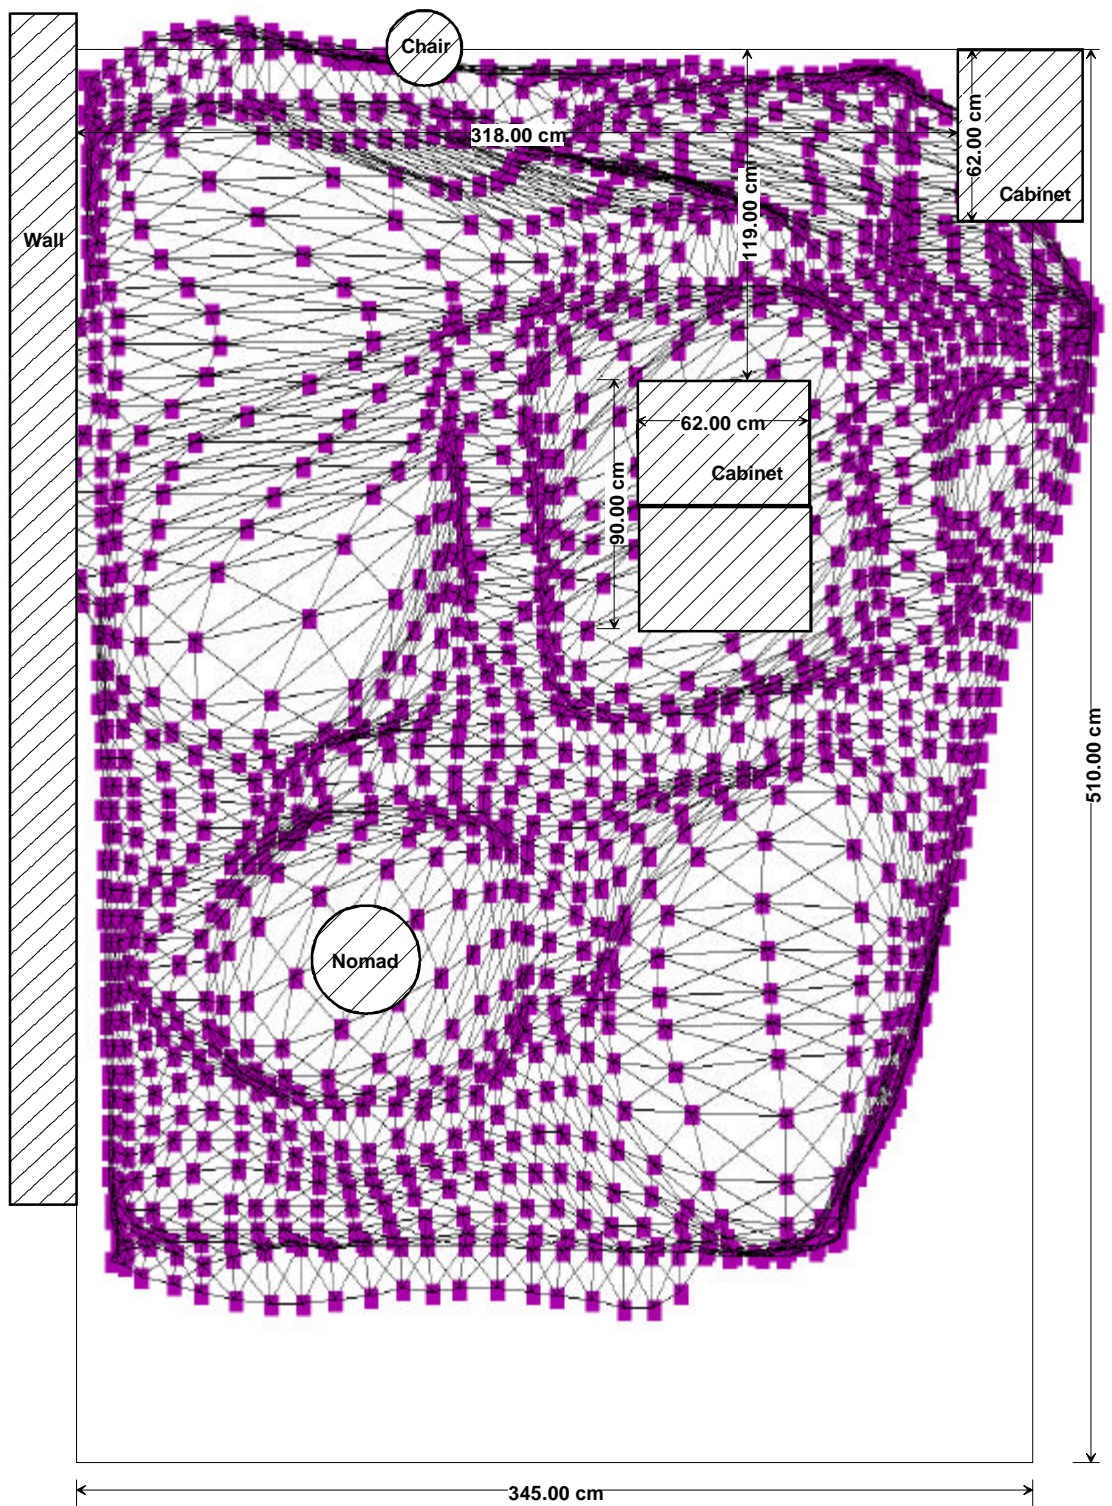 Chair
318.00 cm
62.00 cm
Cabinet
119.00 cm
Wall
62.00 cm
Cabinet
90.00 cm
510.00 cm
Nomad
345.00 cm